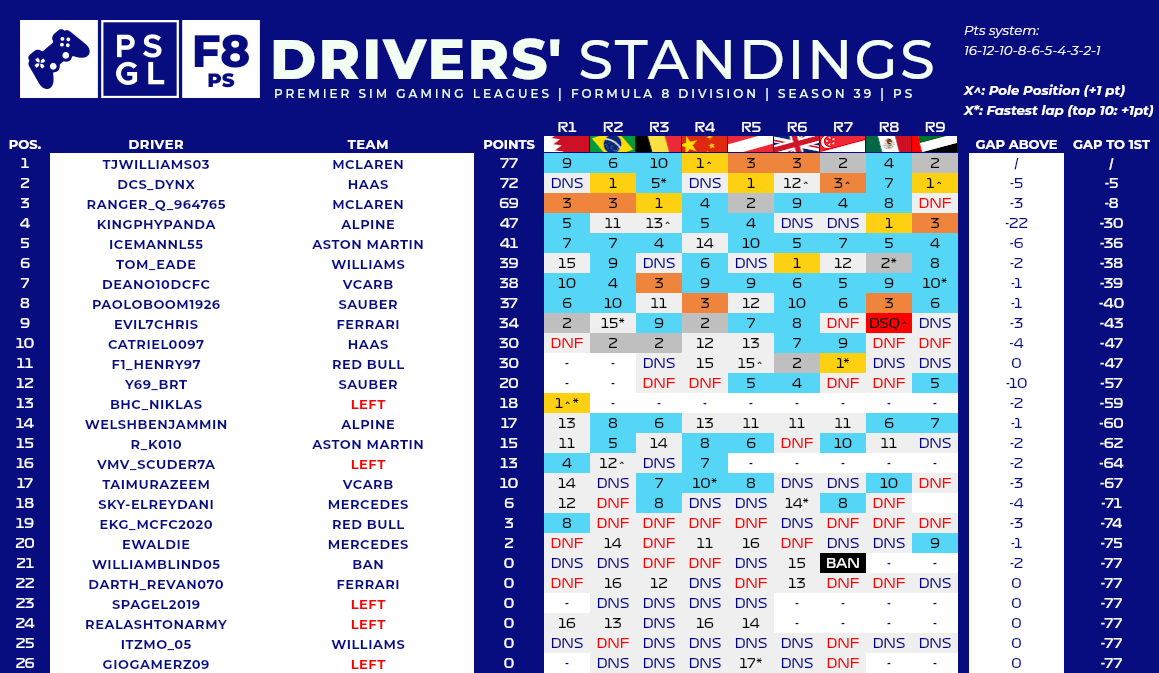 PS GL
F8 PS
DRIVERS' STANDINGS
PREMIER SIM GAMING LEAGUES | FORMULA 8 DIVISION | SEASON 39 | PS
Pts system:
16-12-10-8-6-5-4-3-2-1
X^: Pole Position (+1 pt)
X*: Fastest lap (top 10: +1pt)
POS. DRIVER TEAM POINTS R1 R2 R3 R4 R5 R6 R7 R8 R9 GAP ABOVE GAP TO 1ST
1 TJWILLIAMS03 MCLAREN 77 9 6 10 1^ 3 3 2 4 2 / /
2 DCS_DYNX HAAS 72 DNS 1 5* DNS 1 12^ 3^ 7 1^ -5 -5
3 RANGER_Q_964765 MCLAREN 69 3 3 1 4 2 9 4 8 DNF -3 -8
4 KINGPHYPANDA ALPINE 47 5 11 13^ 5 4 DNS DNS 1 3 -22 -30
5 ICEMANNL55 ASTON MARTIN 41 7 7 4 14 10 5 7 5 4 -6 -36
6 TOM_EADE WILLIAMS 39 15 9 DNS 6 DNS 1 12 2* 8 -2 -38
7 DEANO10DCFC VCARB 38 10 4 3 9 9 6 5 9 10* -1 -39
8 PAOLOBOOM1926 SAUBER 37 6 10 11 3 12 10 6 3 6 -1 -40
9 EVIL7CHRIS FERRARI 34 2 15* 9 2 7 8 DNF DSQ^ DNS -3 -43
10 CATRIEL0097 HAAS 30 DNF 2 2 12 13 7 9 DNF DNF -4 -47
11 F1_HENRY97 RED BULL 30 - - DNS 15 15^ 2 1* DNS DNS 0 -47
12 Y69_BRT SAUBER 20 - - DNF DNF 5 4 DNF DNF 5 -10 -57
13 BHC_NIKLAS LEFT 18 1^* - - - - - - - - -2 -59
14 WELSHBENJAMMIN ALPINE 17 13 8 6 13 11 11 11 6 7 -1 -60
15 R_K010 ASTON MARTIN 15 11 5 14 8 6 DNF 10 11 DNS -2 -62
16 VMV_SCUDER7A LEFT 13 4 12^ DNS 7 - - - - - -2 -64
17 TAIMURAZEEM VCARB 10 14 DNS 7 10* 8 DNS DNS 10 DNF -3 -67
18 SKY-ELREYDANI MERCEDES 6 12 DNF 8 DNS DNS 14* 8 DNF -4 -71
19 EKG_MCFC2020 RED BULL 3 8 DNF DNF DNF DNF DNS DNF DNF DNF -3 -74
20 EWALDIE MERCEDES 2 DNF 14 DNF 11 16 DNF DNS DNS 9 -1 -75
21 WILLIAMBLIND05 BAN 0 DNS DNS DNF DNF DNS 15 BAN - - -2 -77
22 DARTH_REVAN070 FERRARI 0 DNF 16 12 DNS DNF 13 DNF DNF DNS 0 -77
23 SPAGEL2019 LEFT 0 - DNS DNS DNS DNS - - - - 0 -77
24 REALASHTONARMY LEFT 0 16 13 DNS 16 14 - - - - 0 -77
25 ITZMO_05 WILLIAMS 0 DNS DNF DNS DNS DNS DNS DNF DNS DNS 0 -77
26 GIOGAMERZ09 LEFT 0 - DNS DNS DNS 17* DNS DNF - - 0 -77